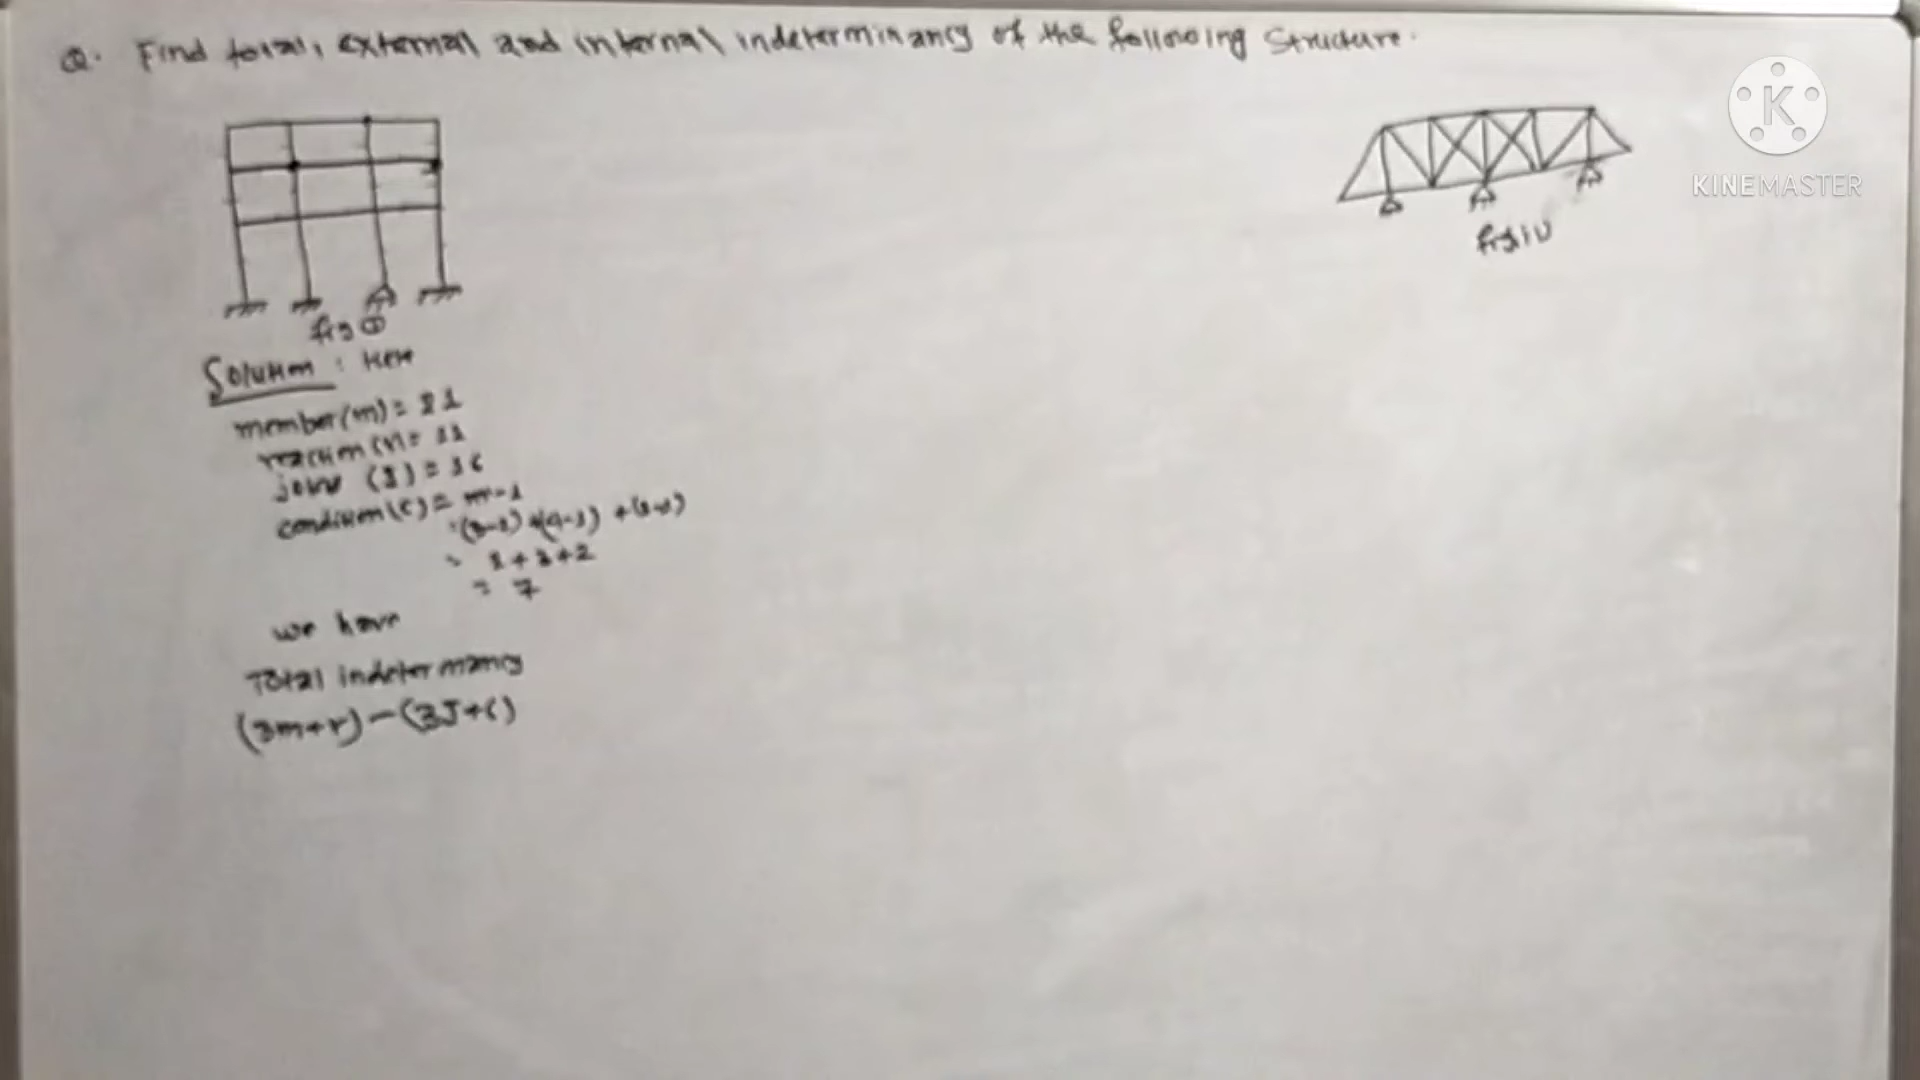 Q. Find total, external and internal indeterminancy of the following structure.
KINEMASTER
fig ①
fig iv
Solution : Here
member(m) = 21
reaction (r) = 11
joint (J) = 16
condition(c) = m-1
= (3-1) + (4-1) + (3-1)
= 2 + 3 + 2
= 7
we have
Total indetermancy
(3m+r) - (3J+c)